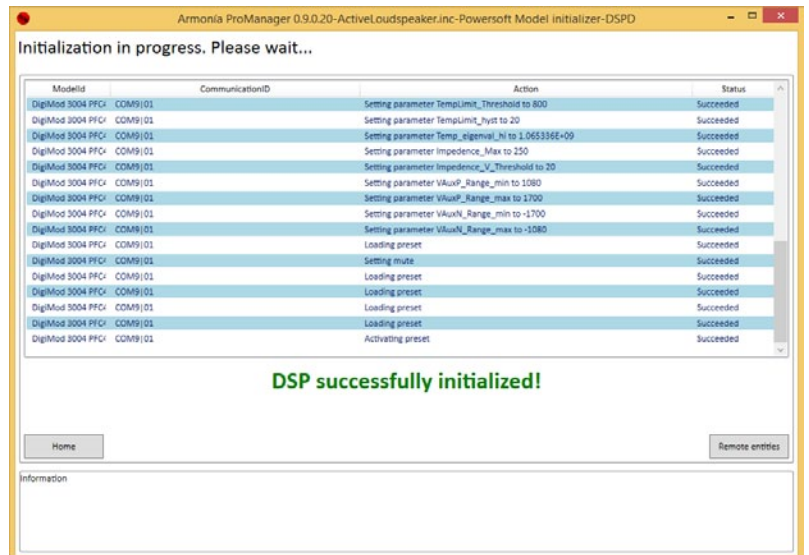 Armonía ProManager 0.9.0.20-ActiveLoudspeaker.inc-Powersoft Model initializer-DSPD
Initialization in progress. Please wait...
ModelId CommunicationID Action Status
DigiMod 3004 PFC4 COM9|01 Setting parameter TempLimit_Threshold to 800 Succeeded
DigiMod 3004 PFC4 COM9|01 Setting parameter TempLimit_hyst to 20 Succeeded
DigiMod 3004 PFC4 COM9|01 Setting parameter Temp_eigenval_hi to 1.065336E+09 Succeeded
DigiMod 3004 PFC4 COM9|01 Setting parameter Impedence_Max to 250 Succeeded
DigiMod 3004 PFC4 COM9|01 Setting parameter Impedence_V_Threshold to 20 Succeeded
DigiMod 3004 PFC4 COM9|01 Setting parameter VAuxP_Range_min to 1080 Succeeded
DigiMod 3004 PFC4 COM9|01 Setting parameter VAuxP_Range_max to 1700 Succeeded
DigiMod 3004 PFC4 COM9|01 Setting parameter VAuxN_Range_min to -1700 Succeeded
DigiMod 3004 PFC4 COM9|01 Setting parameter VAuxN_Range_max to -1080 Succeeded
DigiMod 3004 PFC4 COM9|01 Loading preset Succeeded
DigiMod 3004 PFC4 COM9|01 Setting mute Succeeded
DigiMod 3004 PFC4 COM9|01 Loading preset Succeeded
DigiMod 3004 PFC4 COM9|01 Loading preset Succeeded
DigiMod 3004 PFC4 COM9|01 Loading preset Succeeded
DigiMod 3004 PFC4 COM9|01 Loading preset Succeeded
DigiMod 3004 PFC4 COM9|01 Activating preset Succeeded
DSP successfully initialized!
Home Remote entities
Information